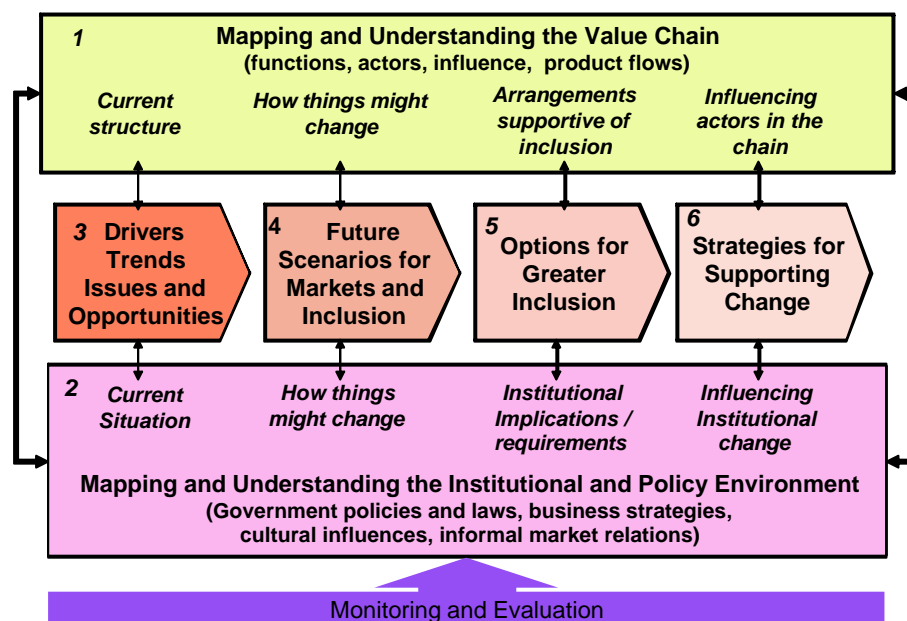 1
Mapping and Understanding the Value Chain
(functions, actors, influence, product flows)
Current
structure
How things might
change
Arrangements
supportive of
inclusion
Influencing
actors in the
chain
3 Drivers
Trends
Issues and
Opportunities
4 Future
Scenarios for
Markets and
Inclusion
5
Options for
Greater
Inclusion
6
Strategies for
Supporting
Change
2
Current
Situation
How things
might change
Institutional
Implications /
requirements
Influencing
Institutional
change
Mapping and Understanding the Institutional and Policy Environment
(Government policies and laws, business strategies,
cultural influences, informal market relations)
Monitoring and Evaluation